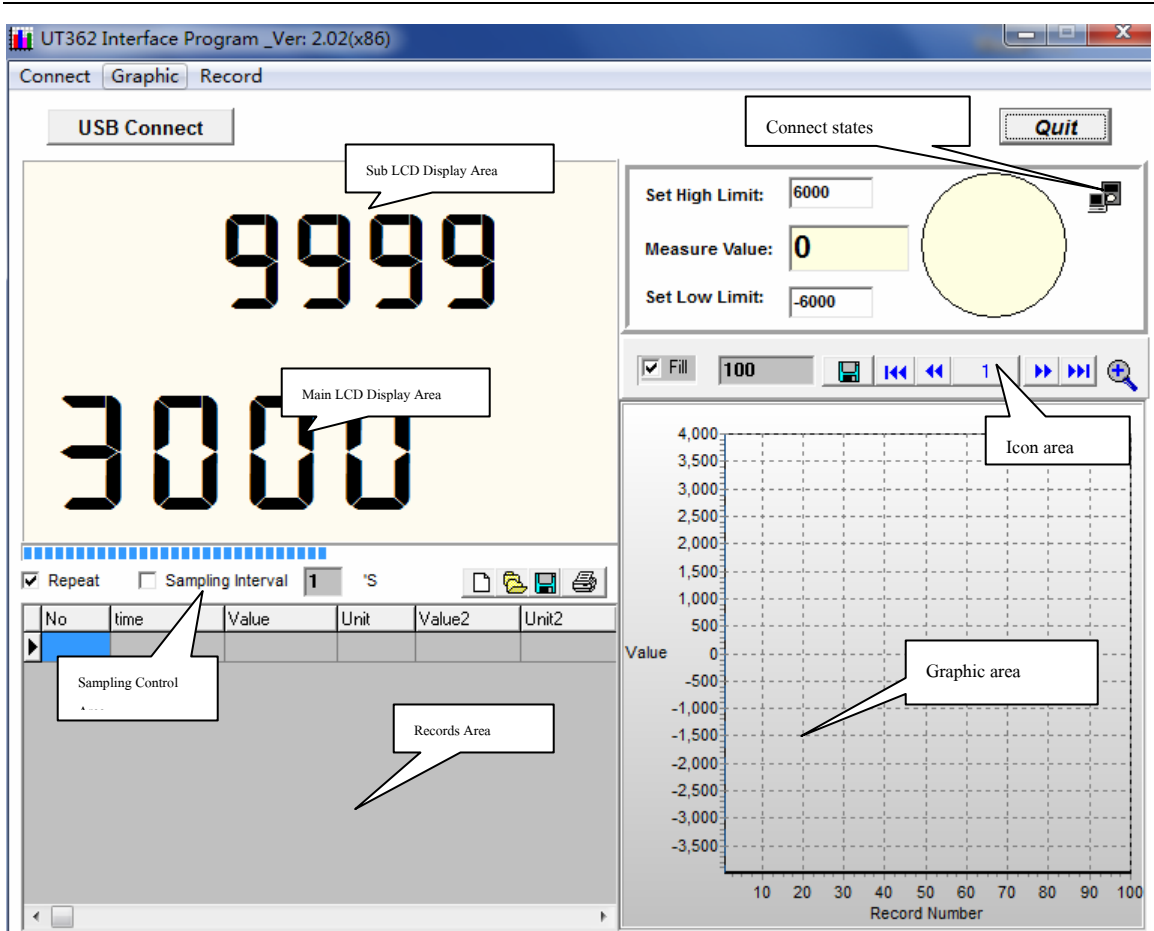 UT362 Interface Program _Ver: 2.02(x86)
Connect Graphic Record
USB Connect
Connect states
Quit
Sub LCD Display Area
9999
Main LCD Display Area
3000
Set High Limit: 6000
Measure Value: 0
Set Low Limit: -6000
Fill 100 1
Icon area
Repeat Sampling Interval 1 'S
No time Value Unit Value2 Unit2
Sampling Control
Records Area
4,000
3,500
3,000
2,500
2,000
1,500
1,000
500
Value 0
-500
-1,000
-1,500
-2,000
-2,500
-3,000
-3,500
Graphic area
10 20 30 40 50 60 70 80 90 100
Record Number